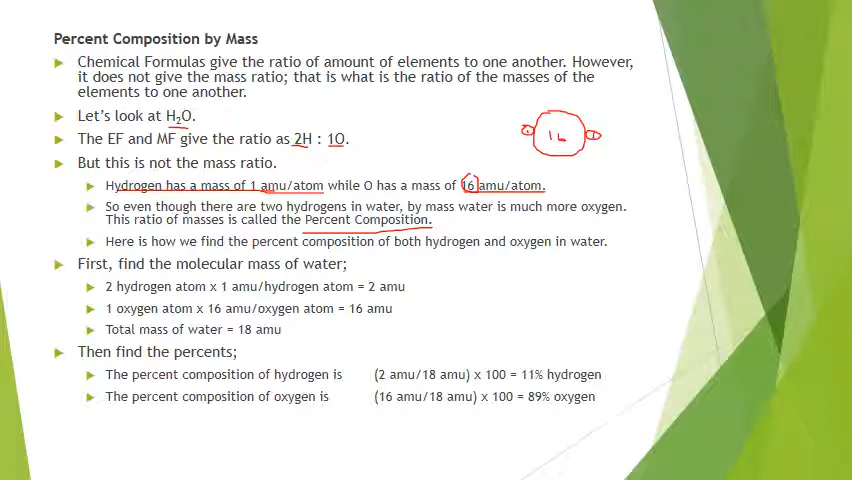 Percent Composition by Mass
Chemical Formulas give the ratio of amount of elements to one another. However,
it does not give the mass ratio; that is what is the ratio of the masses of the
elements to one another.
Let's look at H₂O.
The EF and MF give the ratio as 2H : 1O.
1 16 1
But this is not the mass ratio.
Hydrogen has a mass of 1 amu/atom while O has a mass of 16 amu/atom.
So even though there are two hydrogens in water, by mass water is much more oxygen.
This ratio of masses is called the Percent Composition.
Here is how we find the percent composition of both hydrogen and oxygen in water.
First, find the molecular mass of water;
2 hydrogen atom x 1 amu/hydrogen atom = 2 amu
1 oxygen atom x 16 amu/oxygen atom = 16 amu
Total mass of water = 18 amu
Then find the percents;
The percent composition of hydrogen is (2 amu/18 amu) x 100 = 11% hydrogen
The percent composition of oxygen is (16 amu/18 amu) x 100 = 89% oxygen